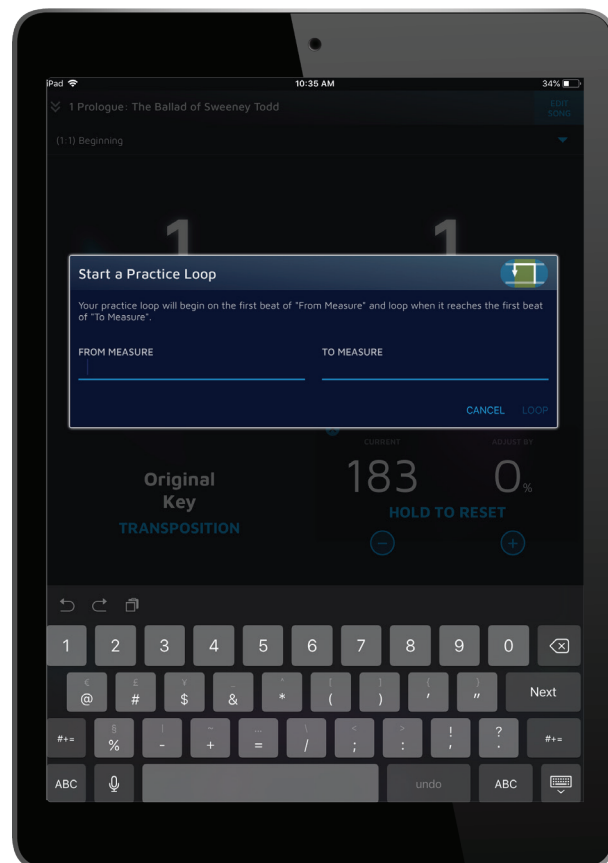 iPad 10:35 AM 34%
1 Prologue: The Ballad of Sweeney Todd
EDIT
SONG
(1:1) Beginning
1 1
Start a Practice Loop
Your practice loop will begin on the first beat of "From Measure" and loop when it reaches the first beat
of "To Measure".
FROM MEASURE TO MEASURE
CANCEL LOOP
CURRENT ADJUST BY
Original
Key
TRANSPOSITION
183 0%
HOLD TO RESET
− +
1 2 3 4 5 6 7 8 9 0
€ £ ¥ _ ^ [ ] { }
@ # $ & * ( ) ' " Next
§ | ~ … \ < > ! ?
#+= % - + = / ; : , . #+=
ABC undo ABC